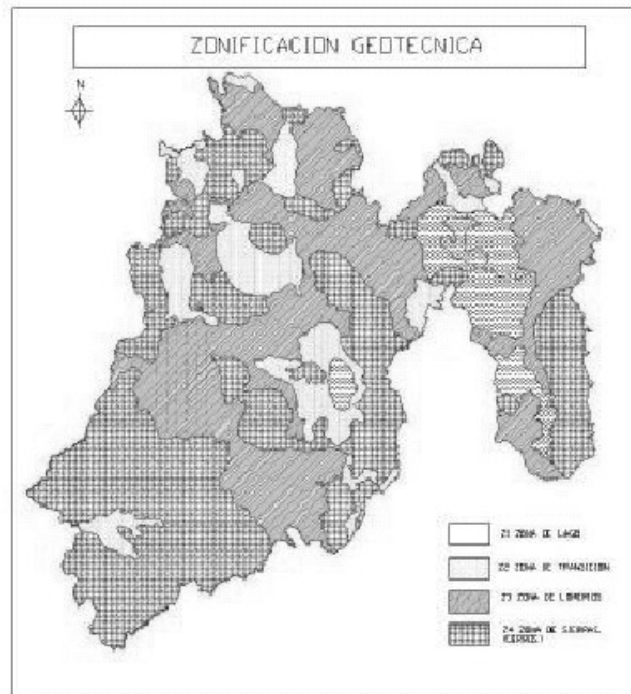 ZONIFICACION GEOTECNICA
N
Z1 ZONA DE LAGO
Z2 ZONA DE TRANSICION
Z3 ZONA DE LOMERIOS
Z4 ZONA DE SIERRAS,